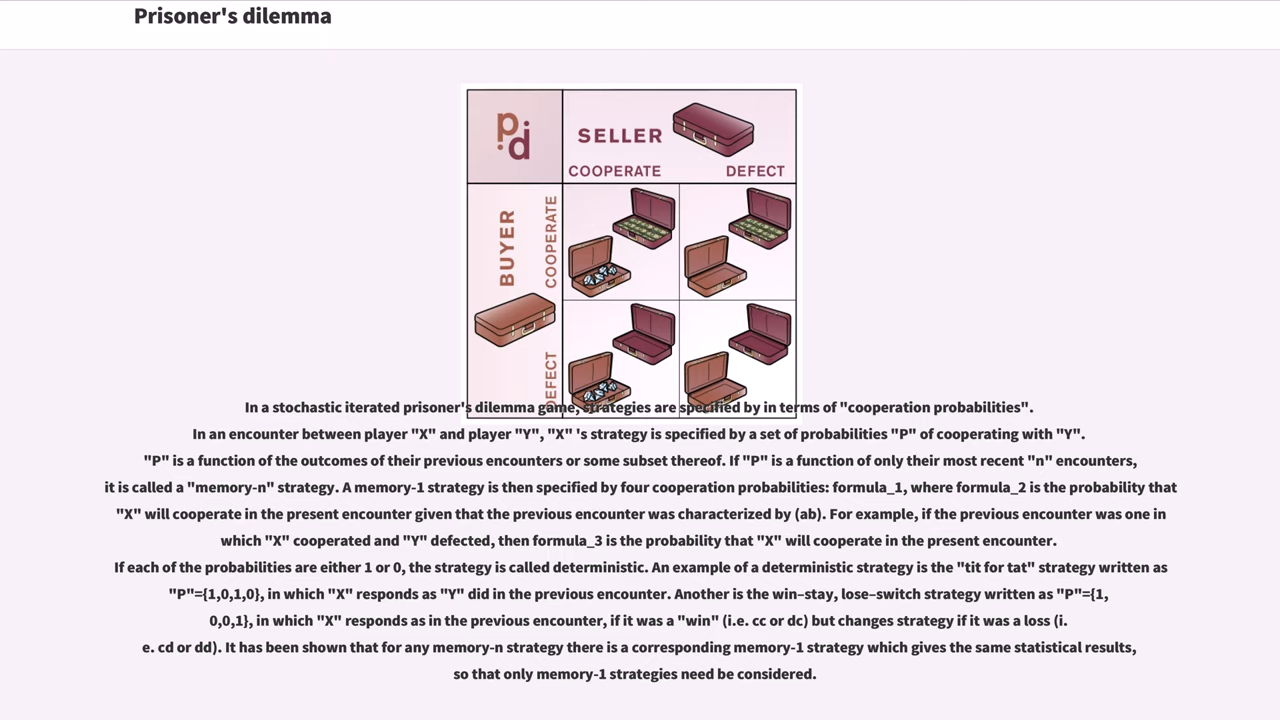 Prisoner's dilemma
pd
SELLER
COOPERATE DEFECT
BUYER
COOPERATE
DEFECT
In a stochastic iterated prisoner's dilemma game, strategies are specified by in terms of "cooperation probabilities".
In an encounter between player "X" and player "Y", "X" 's strategy is specified by a set of probabilities "P" of cooperating with "Y".
"P" is a function of the outcomes of their previous encounters or some subset thereof. If "P" is a function of only their most recent "n" encounters,
it is called a "memory-n" strategy. A memory-1 strategy is then specified by four cooperation probabilities: formula_1, where formula_2 is the probability that
"X" will cooperate in the present encounter given that the previous encounter was characterized by (ab). For example, if the previous encounter was one in
which "X" cooperated and "Y" defected, then formula_3 is the probability that "X" will cooperate in the present encounter.
If each of the probabilities are either 1 or 0, the strategy is called deterministic. An example of a deterministic strategy is the "tit for tat" strategy written as
"P"={1,0,1,0}, in which "X" responds as "Y" did in the previous encounter. Another is the win–stay, lose–switch strategy written as "P"={1,
0,0,1}, in which "X" responds as in the previous encounter, if it was a "win" (i.e. cc or dc) but changes strategy if it was a loss (i.
e. cd or dd). It has been shown that for any memory-n strategy there is a corresponding memory-1 strategy which gives the same statistical results,
so that only memory-1 strategies need be considered.